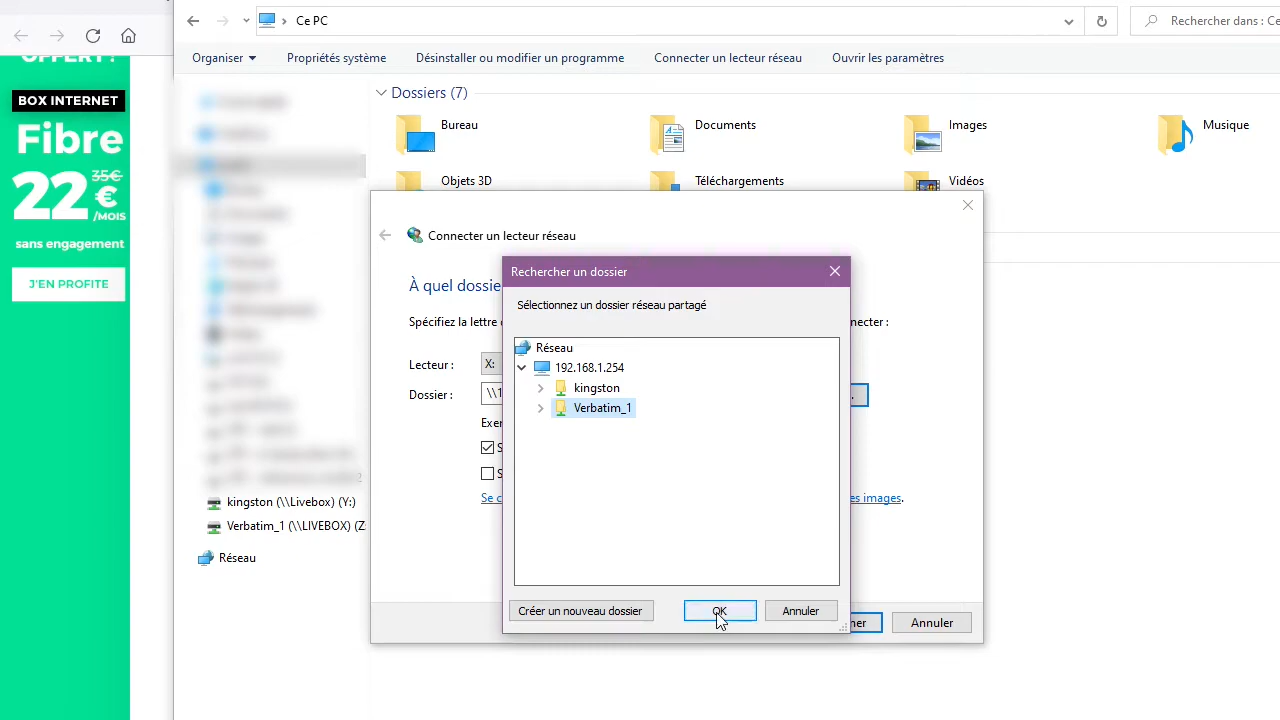 Ce PC
Rechercher dans : Ce
Organiser
Propriétés système
Désinstaller ou modifier un programme
Connecter un lecteur réseau
Ouvrir les paramètres
OFFERT !
BOX INTERNET
Fibre
22€
35€
/MOIS
sans engagement
J'EN PROFITE
Dossiers (7)
Bureau
Documents
Images
Musique
Objets 3D
Téléchargements
Vidéos
kingston (\\Livebox) (Y:)
Verbatim_1 (\\LIVEBOX) (Z
Réseau
Connecter un lecteur réseau
À quel dossie
Spécifiez la lettre
necter :
Lecteur :
X:
Dossier :
\\1
Exe
S
S
Se c
es images.
ner
Annuler
Rechercher un dossier
Sélectionnez un dossier réseau partagé
Réseau
192.168.1.254
kingston
Verbatim_1
Créer un nouveau dossier
OK
Annuler